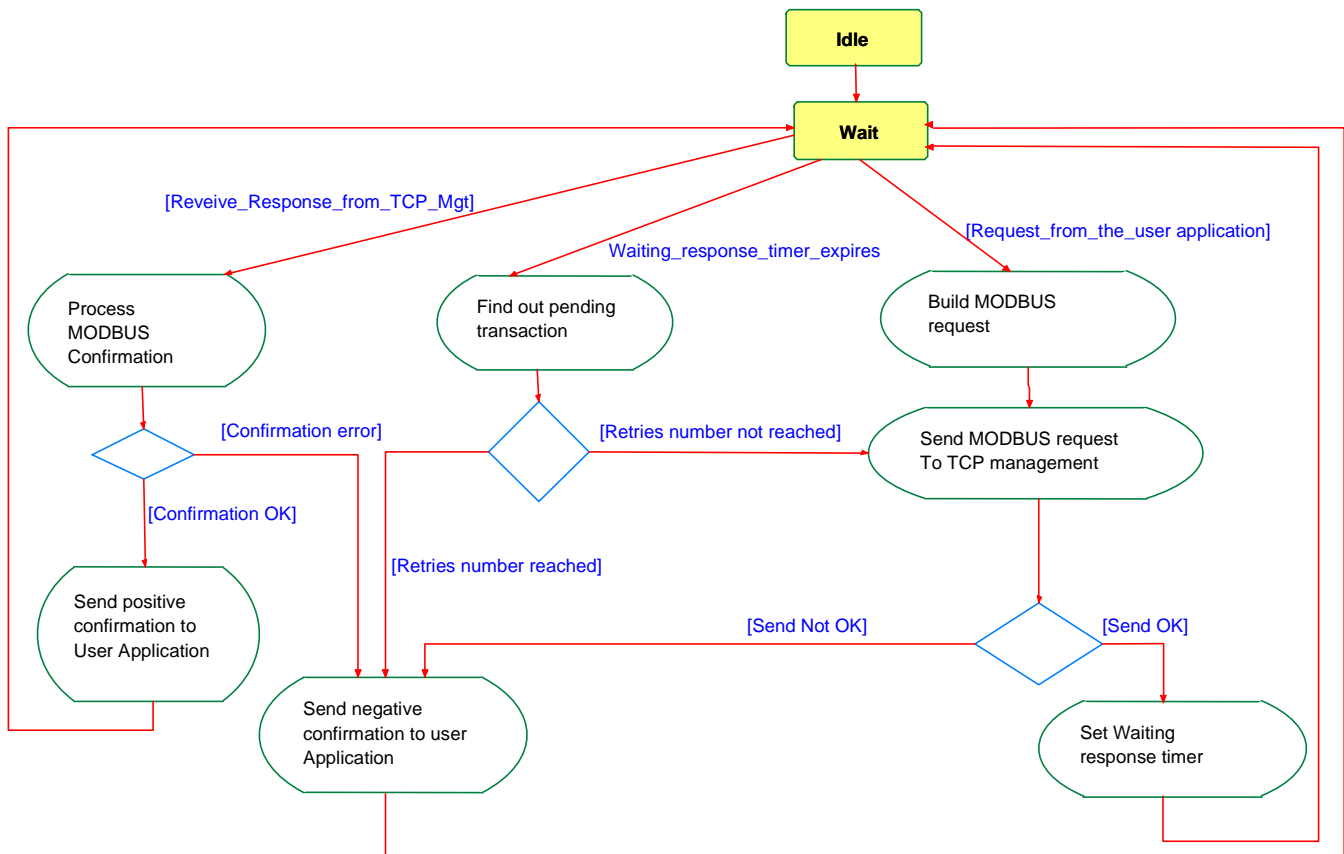 Idle
Wait
[Reveive_Response_from_TCP_Mgt]
Waiting_response_timer_expires
[Request_from_the_user application]
Process
MODBUS
Confirmation
Find out pending
transaction
Build MODBUS
request
[Confirmation error]
[Retries number not reached]
Send MODBUS request
To TCP management
[Confirmation OK]
[Retries number reached]
Send positive
confirmation to
User Application
[Send Not OK]
[Send OK]
Send negative
confirmation to user
Application
Set Waiting
response timer